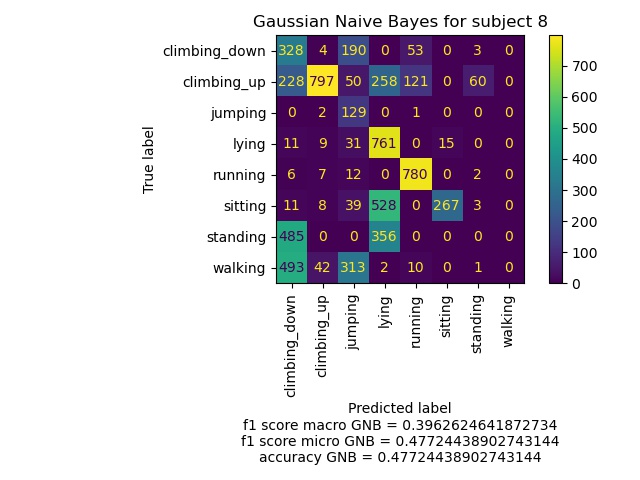 Gaussian Naive Bayes for subject 8
climbing_down 328 4 190 0 53 0 3 0
climbing_up 228 797 50 258 121 0 60 0
jumping 0 2 129 0 1 0 0 0
lying 11 9 31 761 0 15 0 0
running 6 7 12 0 780 0 2 0
sitting 11 8 39 528 0 267 3 0
standing 485 0 0 356 0 0 0 0
walking 493 42 313 2 10 0 1 0
True label
climbing_down climbing_up jumping lying running sitting standing walking
Predicted label
700
600
500
400
300
200
100
0
f1 score macro GNB = 0.3962624641872734
f1 score micro GNB = 0.47724438902743144
accuracy GNB = 0.47724438902743144